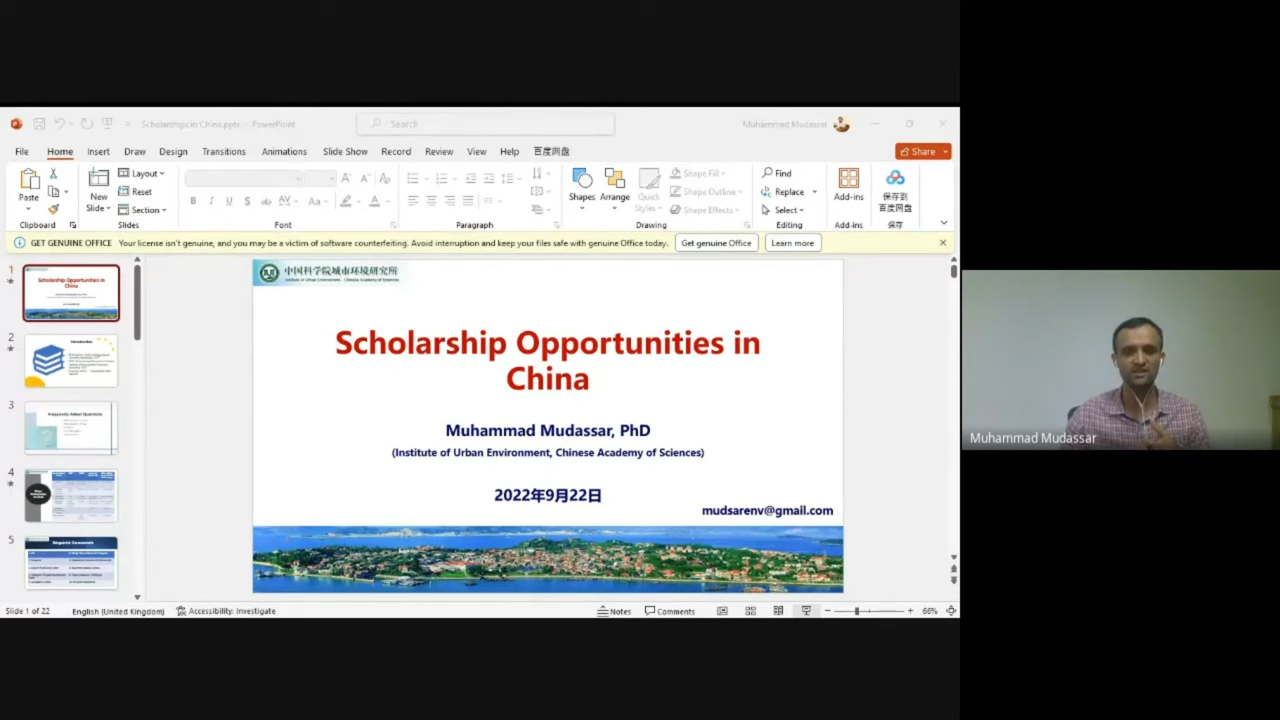 Scholarships in China.pptx - PowerPoint
Search
Muhammad Mudassar
File Home Insert Draw Design Transitions Animations Slide Show Record Review View Help 百度网盘
Share
Paste
New
Slide
Layout
Reset
Section
Shapes
Arrange
Quick
Styles
Shape Fill
Shape Outline
Shape Effects
Find
Replace
Select
Add-ins
保存到
百度网盘
Clipboard
Slides
Font
Paragraph
Drawing
Editing
Add-ins
保存
GET GENUINE OFFICE Your license isn't genuine, and you may be a victim of software counterfeiting. Avoid interruption and keep your files safe with genuine Office today.
Get genuine Office
Learn more
1
Scholarship Opportunities in
China
2
Introduction
3
Frequently Asked Questions
4
5
Required Documents
中国科学院城市环境研究所
Institute of Urban Environment, Chinese Academy of Sciences
Scholarship Opportunities in
China
Muhammad Mudassar, PhD
(Institute of Urban Environment, Chinese Academy of Sciences)
2022年9月22日
mudsarenv@gmail.com
Slide 1 of 22
English (United Kingdom)
Accessibility: Investigate
Notes
Comments
66%
Muhammad Mudassar